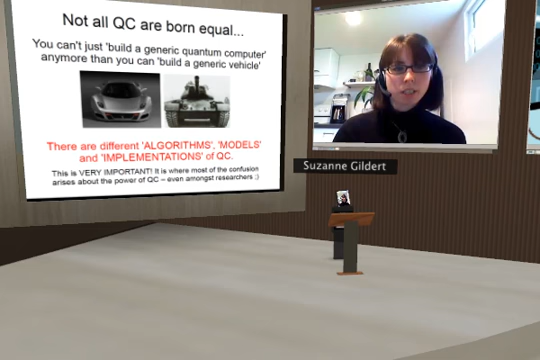 Not all QC are born equal...
You can't just 'build a generic quantum computer'
anymore than you can 'build a generic vehicle'
There are different 'ALGORITHMS', 'MODELS'
and 'IMPLEMENTATIONS' of QC.
This is VERY IMPORTANT! It is where most of the confusion
arises about the power of QC – even amongst researchers ;)
Suzanne Gildert